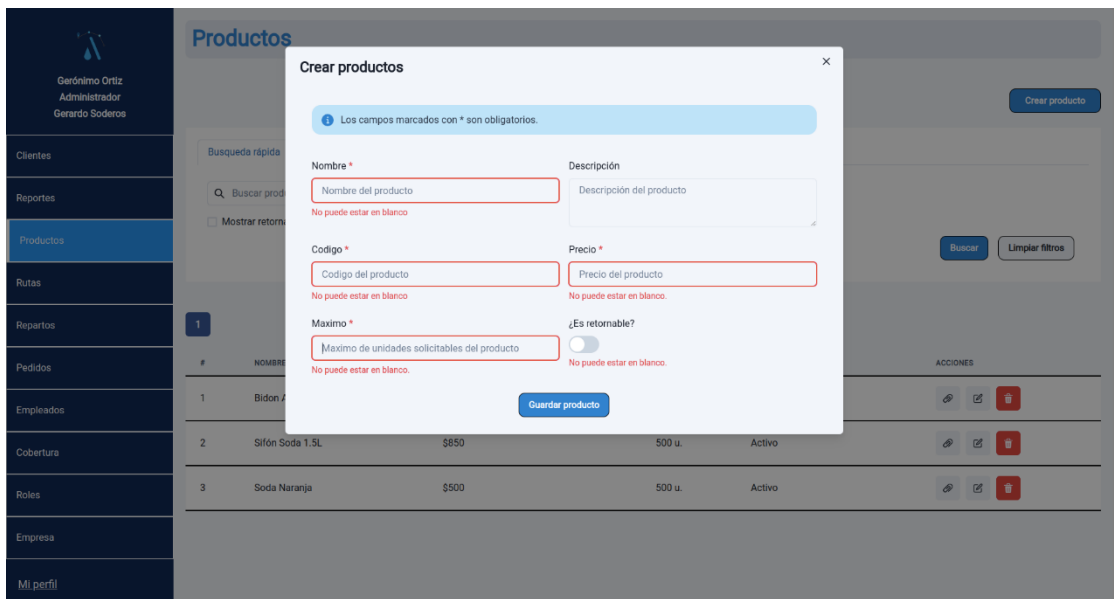 Gerónimo Ortiz
Administrador
Gerardo Soderos
Clientes
Reportes
Productos
Rutas
Repartos
Pedidos
Empleados
Cobertura
Roles
Empresa
Mi perfil
Productos
Crear producto
Busqueda rápida
Buscar
Mostrar
Buscar
Limpiar filtros
1
# NOMBRE ACCIONES
1 Bidon
2 Sifón Soda 1.5L $850 500 u. Activo
3 Soda Naranja $500 500 u. Activo
Crear productos
Los campos marcados con * son obligatorios.
Nombre *
Nombre del producto
No puede estar en blanco
Descripción
Descripción del producto
Codigo *
Codigo del producto
No puede estar en blanco
Precio *
Precio del producto
No puede estar en blanco.
Maximo *
Maximo de unidades solicitables del producto
No puede estar en blanco.
¿Es retornable?
No puede estar en blanco.
Guardar producto